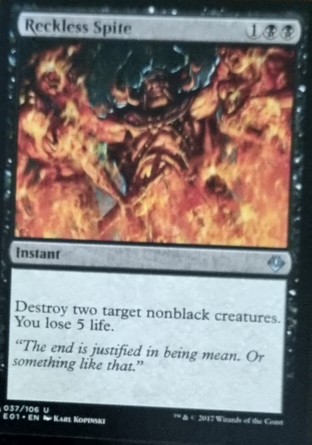 Reckless Spite 1
Instant
Destroy two target nonblack creatures.
You lose 5 life.
"The end is justified in being mean. Or
something like that."
037/106 U
E01 • EN Karl Kopinski
™ & © 2017 Wizards of the Coast